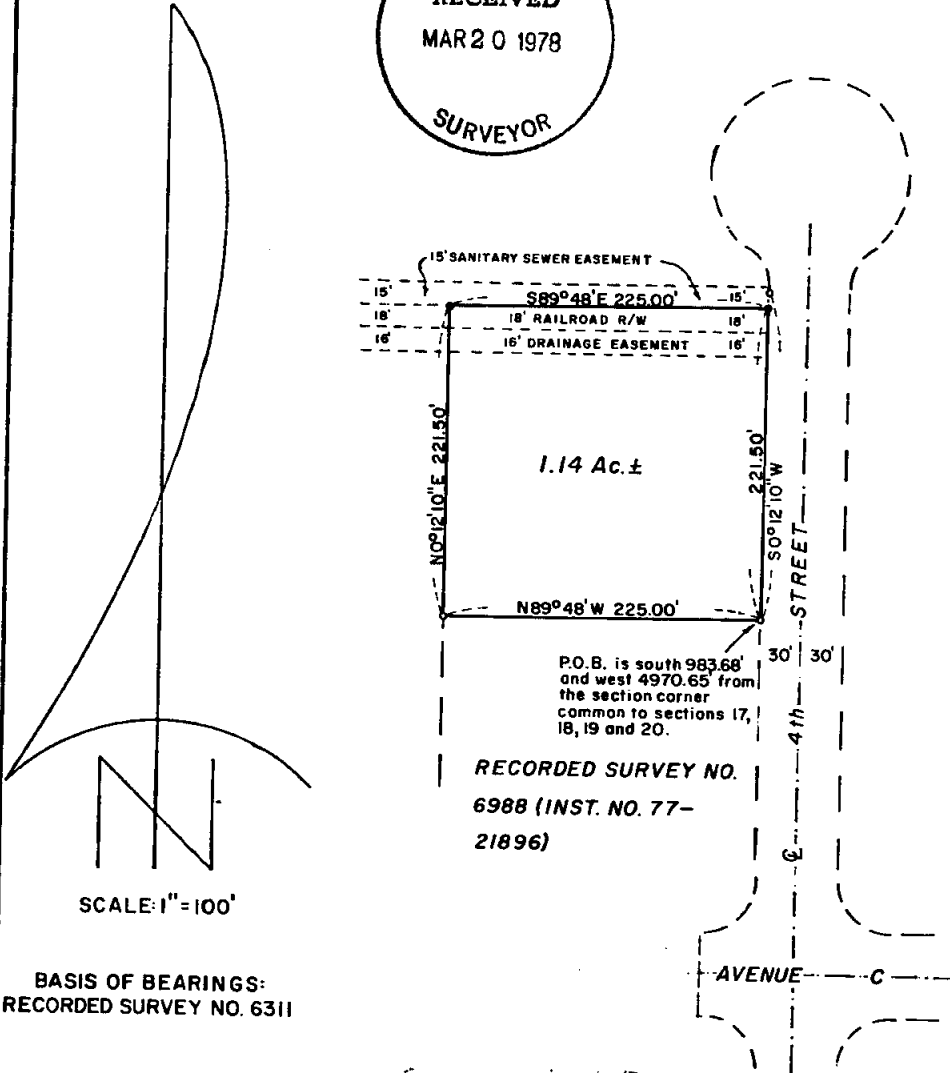 RECEIVED
MAR 20 1978
SURVEYOR
15' SANITARY SEWER EASEMENT
15'
S89°48'E 225.00'
15'
18'
18' RAILROAD R/W
18'
16'
16' DRAINAGE EASEMENT
16'
N0°12'10"E 221.50'
1.14 Ac.±
221.50'
S0°12'10"W
N89°48'W 225.00'
P.O.B. is south 983.68'
and west 4970.65' from
the section corner
common to sections 17,
18, 19 and 20.
30'
30'
4th STREET
℄
RECORDED SURVEY NO.
6988 (INST. NO. 77-
21896)
N
SCALE: 1"=100'
AVENUE C
BASIS OF BEARINGS:
RECORDED SURVEY NO. 6311